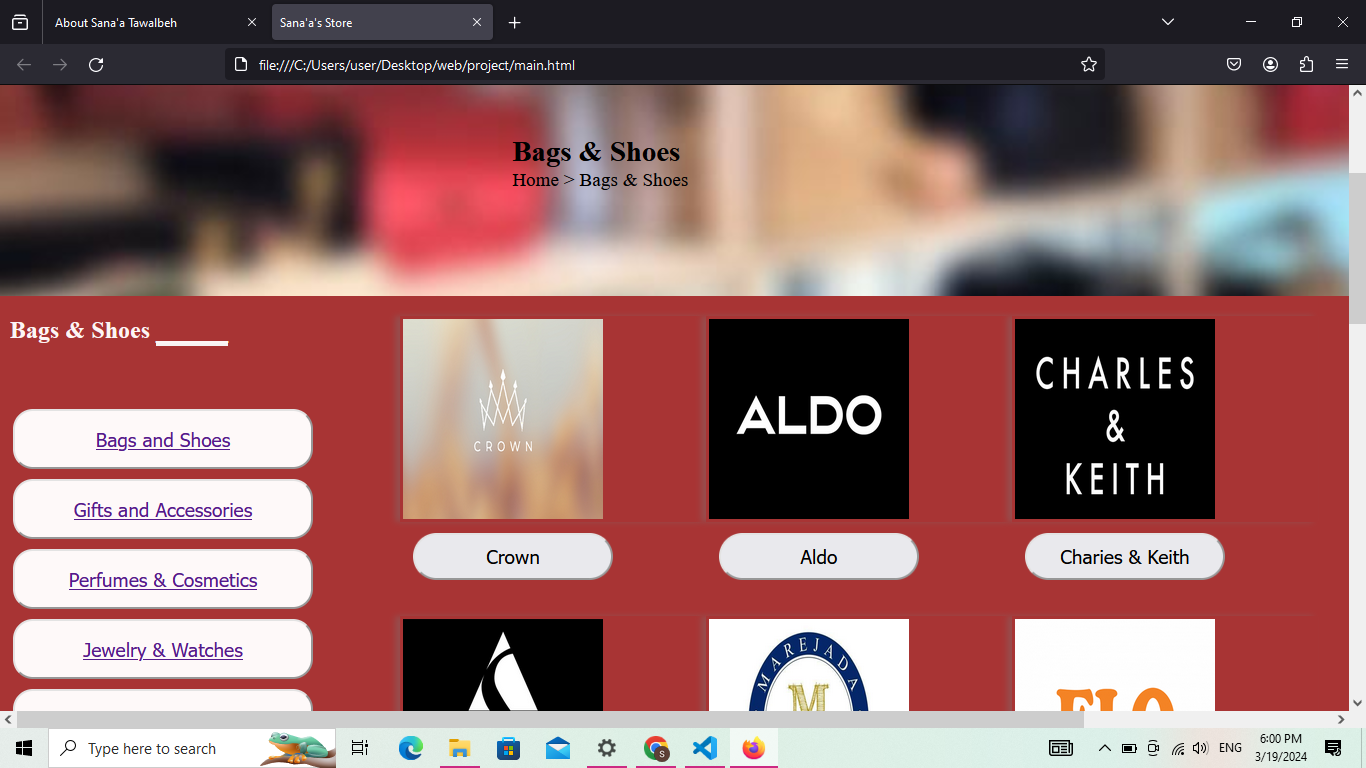 About Sana'a Tawalbeh
Sana'a's Store
file:///C:/Users/user/Desktop/web/project/main.html
Bags & Shoes
Home > Bags & Shoes
Bags & Shoes
CROWN
ALDO
CHARLES
&
KEITH
Bags and Shoes
Crown
Aldo
Charies & Keith
Gifts and Accessories
Perfumes & Cosmetics
Jewelry & Watches
MAREJADA
M
FLO
Type here to search
S
ENG
6:00 PM
3/19/2024